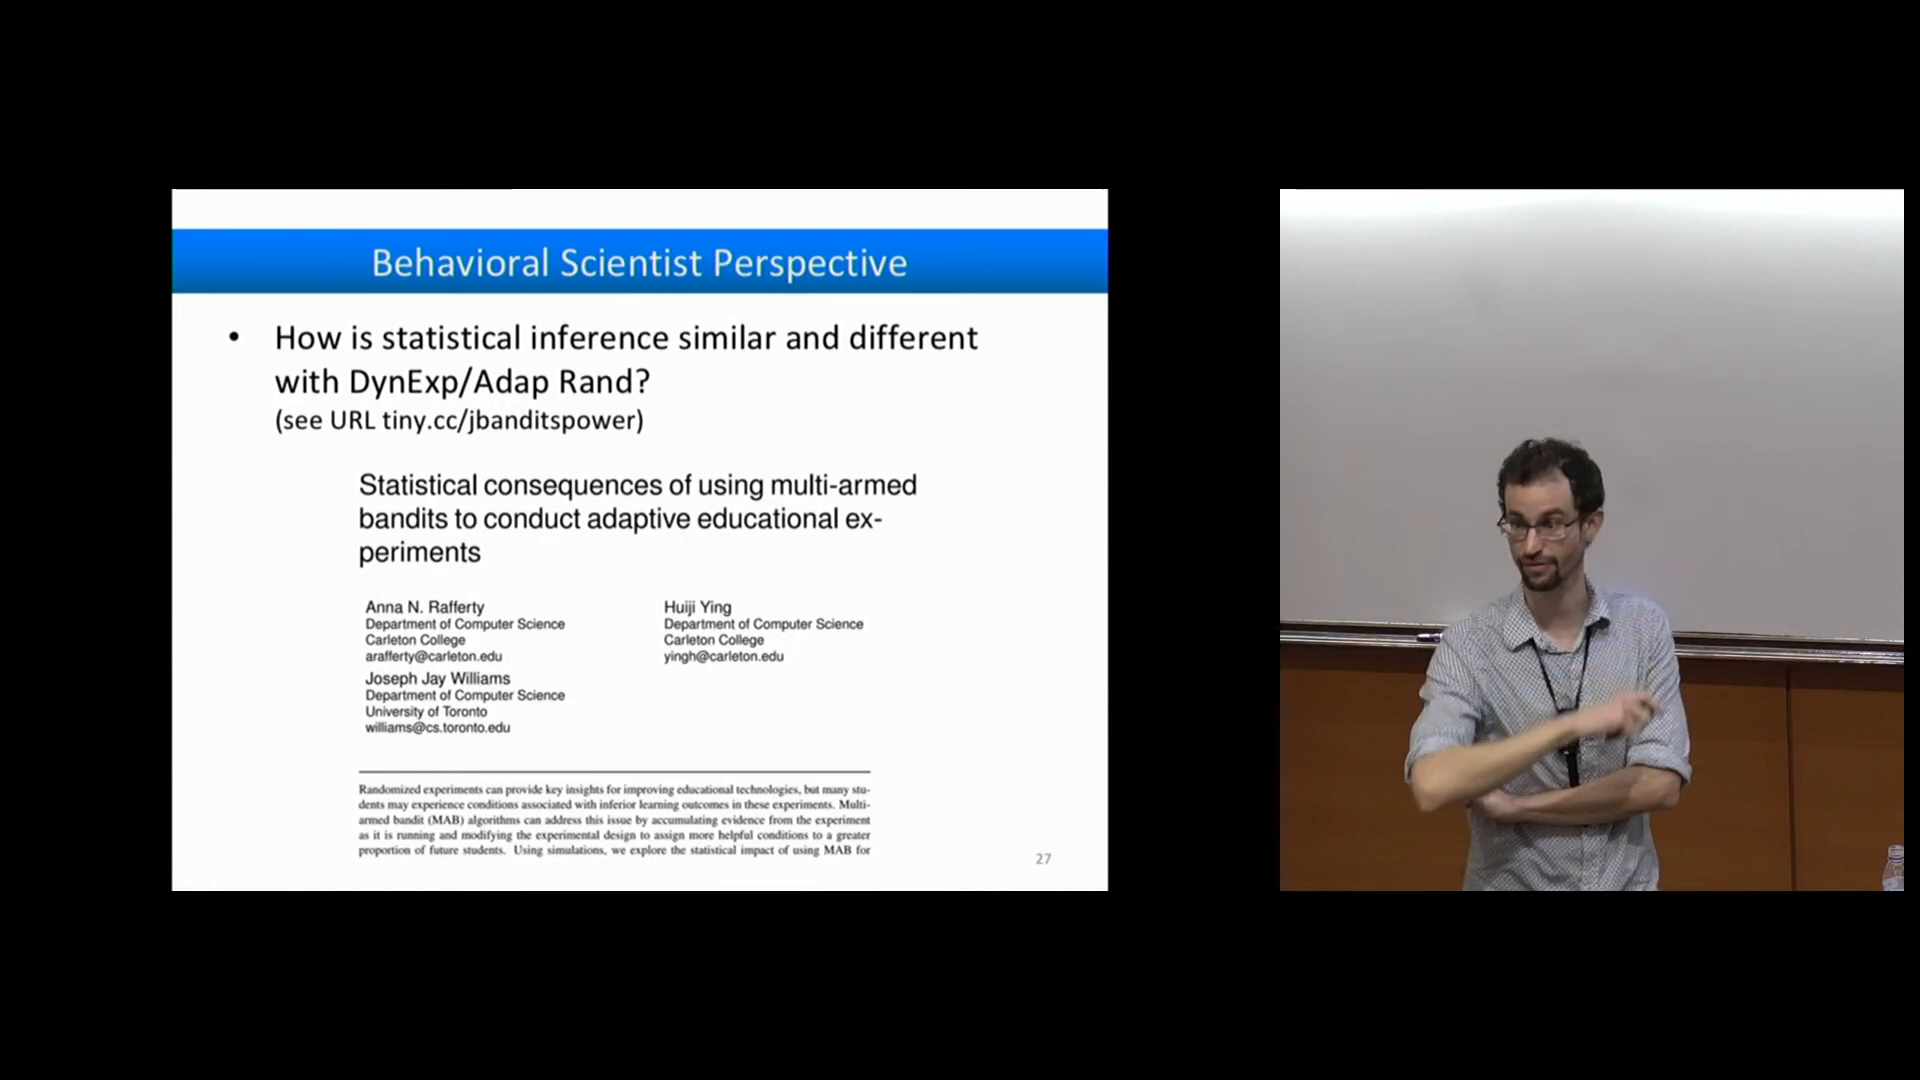 Behavioral Scientist Perspective
• How is statistical inference similar and different
with DynExp/Adap Rand?
(see URL tiny.cc/jbanditspower)
Statistical consequences of using multi-armed
bandits to conduct adaptive educational ex-
periments
Anna N. Rafferty
Department of Computer Science
Carleton College
arafferty@carleton.edu
Huiji Ying
Department of Computer Science
Carleton College
yingh@carleton.edu
Joseph Jay Williams
Department of Computer Science
University of Toronto
williams@cs.toronto.edu
Randomized experiments can provide key insights for improving educational technologies, but many stu-
dents may experience conditions associated with inferior learning outcomes in these experiments. Multi-
armed bandit (MAB) algorithms can address this issue by accumulating evidence from the experiment
as it is running and modifying the experimental design to assign more helpful conditions to a greater
proportion of future students. Using simulations, we explore the statistical impact of using MAB for
27